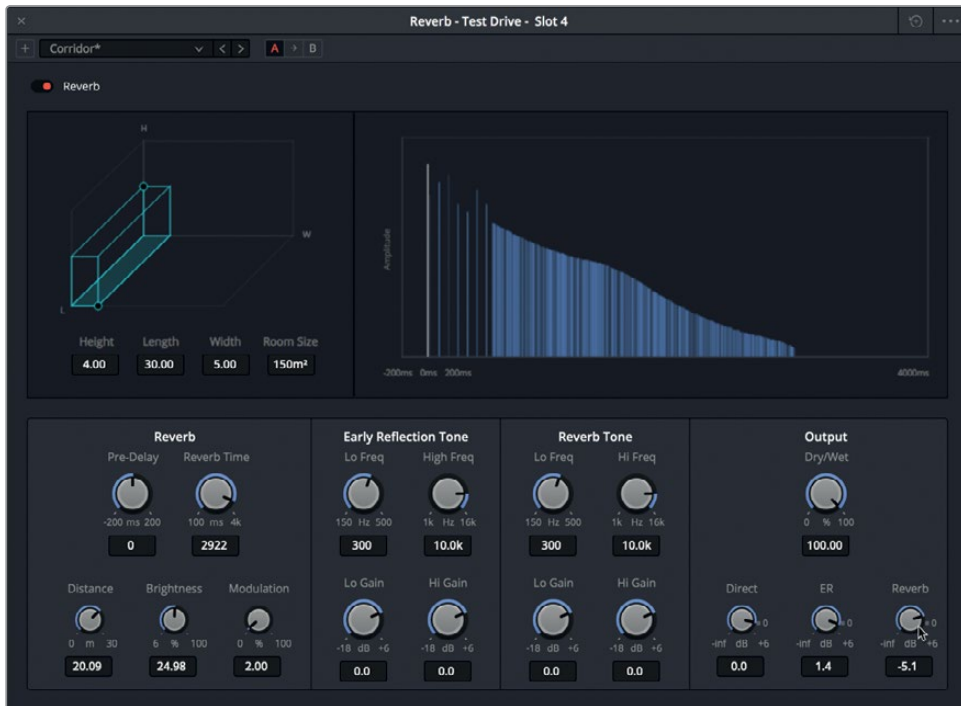 Reverb - Test Drive - Slot 4
Corridor* A B
Reverb
H
W
L
Height Length Width Room Size
4.00 30.00 5.00 150m²
Amplitude
-200ms 0ms 200ms 4000ms
Reverb
Pre-Delay Reverb Time
-200 ms 200 100 ms 4k
0 2922
Distance Brightness Modulation
0 m 30 6 % 100 0 % 100
20.09 24.98 2.00
Early Reflection Tone
Lo Freq High Freq
150 Hz 500 1k Hz 16k
300 10.0k
Lo Gain Hi Gain
-18 dB +6 -18 dB +6
0.0 0.0
Reverb Tone
Lo Freq Hi Freq
150 Hz 500 1k Hz 16k
300 10.0k
Lo Gain Hi Gain
-18 dB +6 -18 dB +6
0.0 0.0
Output
Dry/Wet
0 % 100
100.00
Direct ER Reverb
0 0 0
-inf dB +6 -inf dB +6 -inf dB +6
0.0 1.4 -5.1